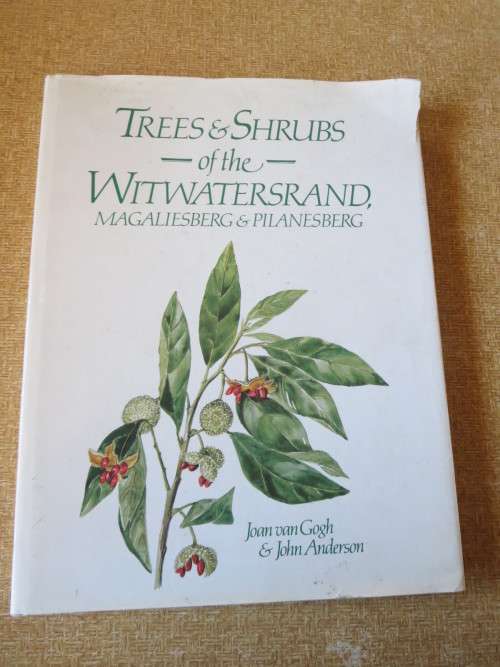 TREES & SHRUBS
of the
WITWATERSRAND,
MAGALIESBERG & PILANESBERG
Joan van Gogh
& John Anderson